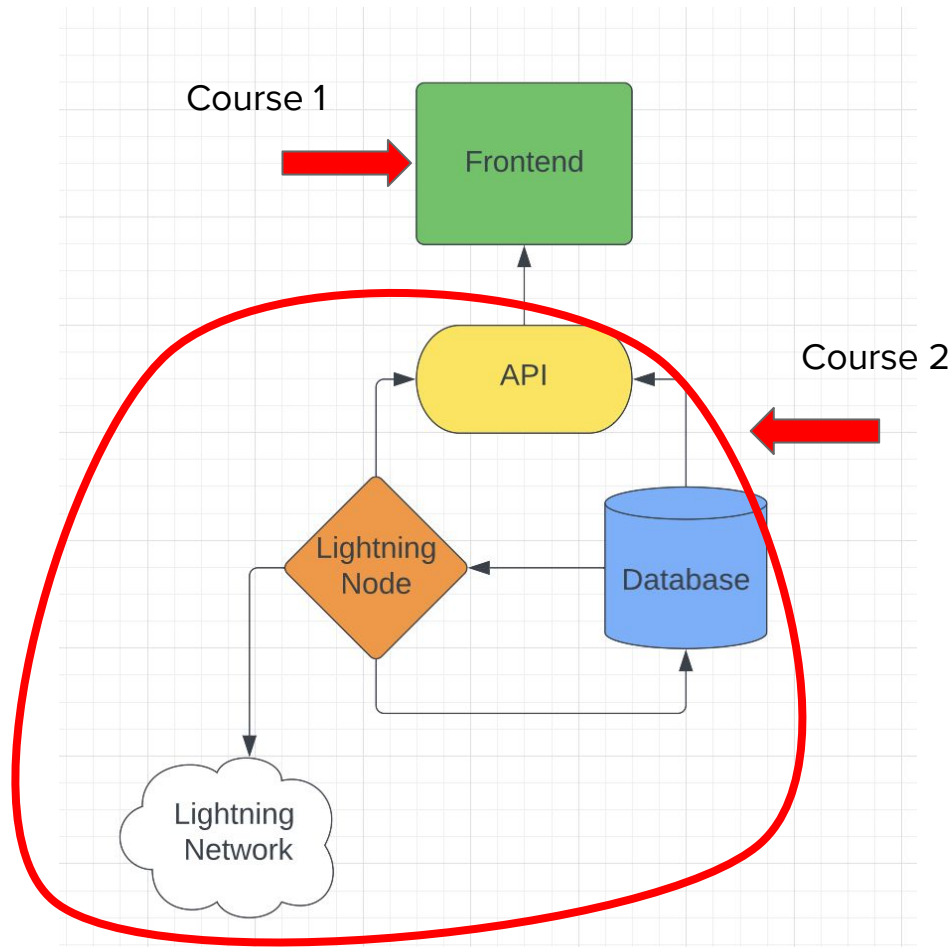 Course 1
Frontend
API
Course 2
Lightning
Node
Database
Lightning
Network